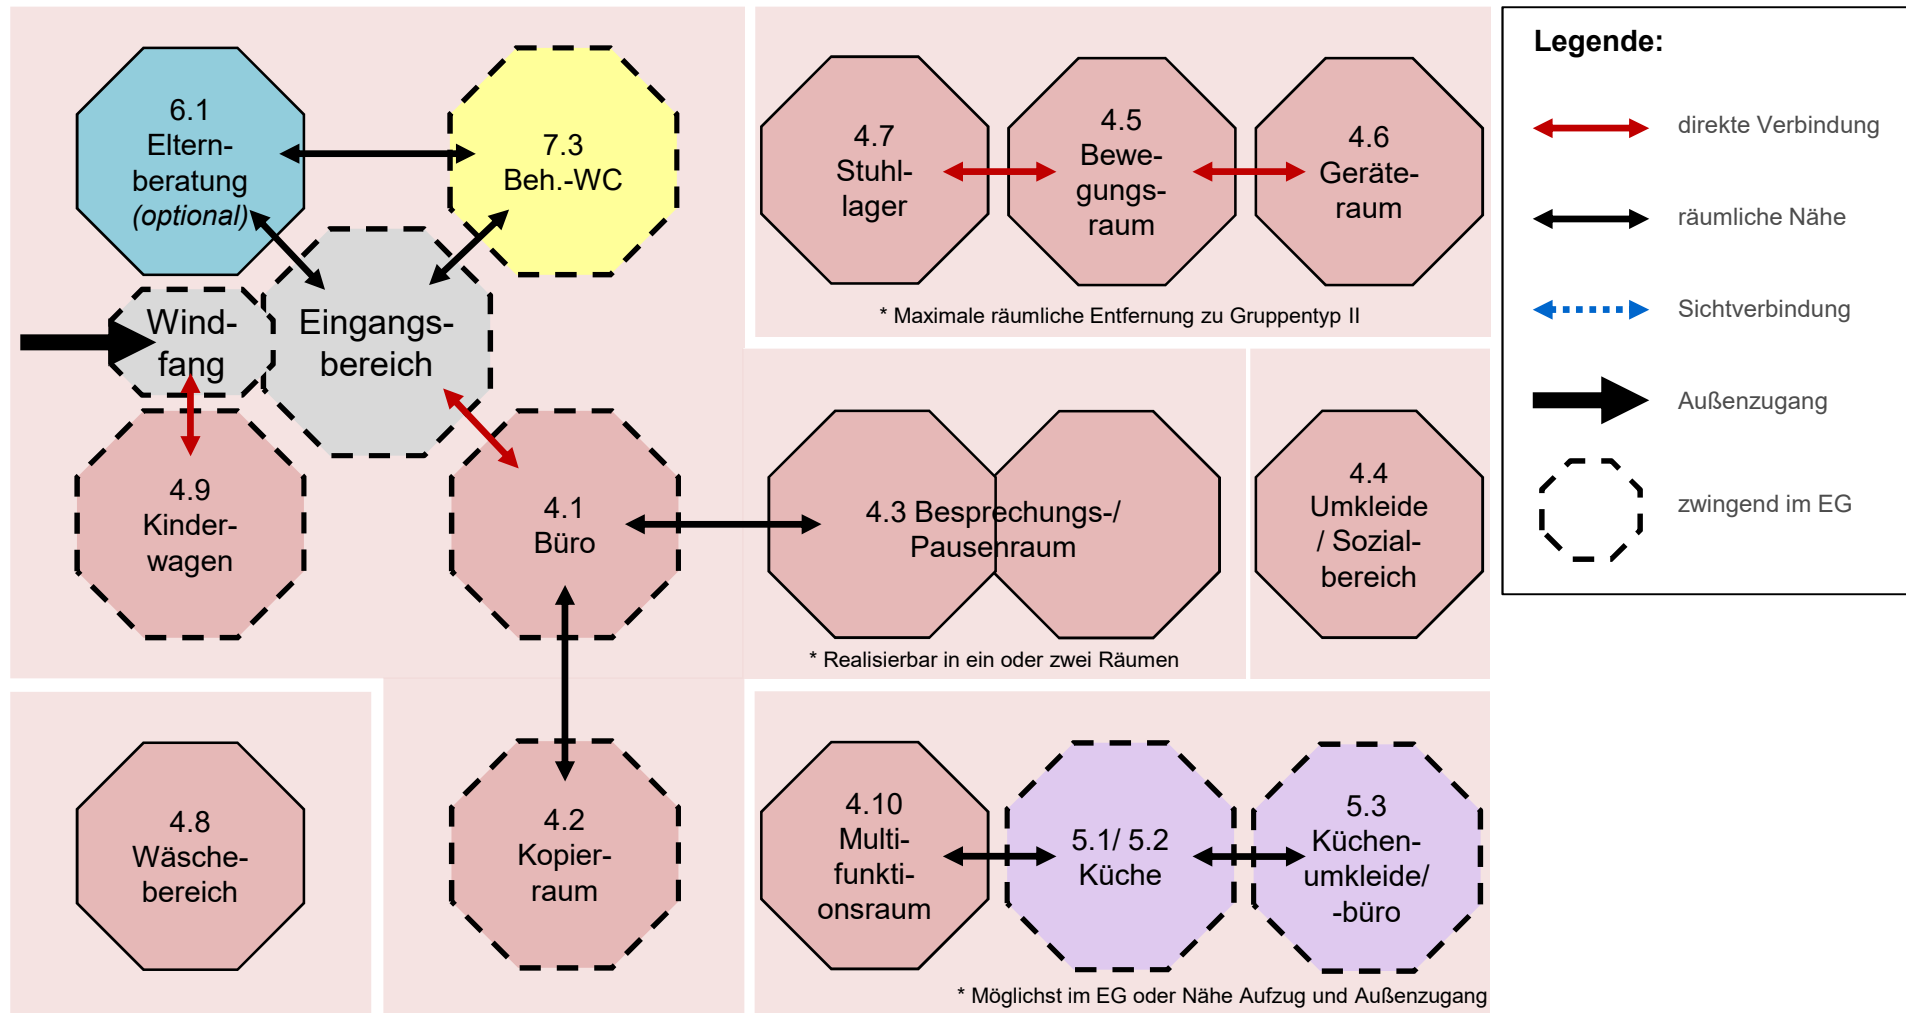 6.1
Eltern-
beratung
(optional)
7.3
Beh.-WC
Wind-
fang
Eingangs-
bereich
4.9
Kinder-
wagen
4.1
Büro
4.7
Stuhl-
lager
4.5
Bewe-
gungs-
raum
4.6
Geräte-
raum
* Maximale räumliche Entfernung zu Gruppentyp II
4.3 Besprechungs-/
Pausenraum
* Realisierbar in ein oder zwei Räumen
4.4
Umkleide
/ Sozial-
bereich
4.8
Wäsche-
bereich
4.2
Kopier-
raum
4.10
Multi-
funkti-
onsraum
5.1/ 5.2
Küche
5.3
Küchen-
umkleide/
-büro
* Möglichst im EG oder Nähe Aufzug und Außenzugang
Legende:
direkte Verbindung
räumliche Nähe
Sichtverbindung
Außenzugang
zwingend im EG